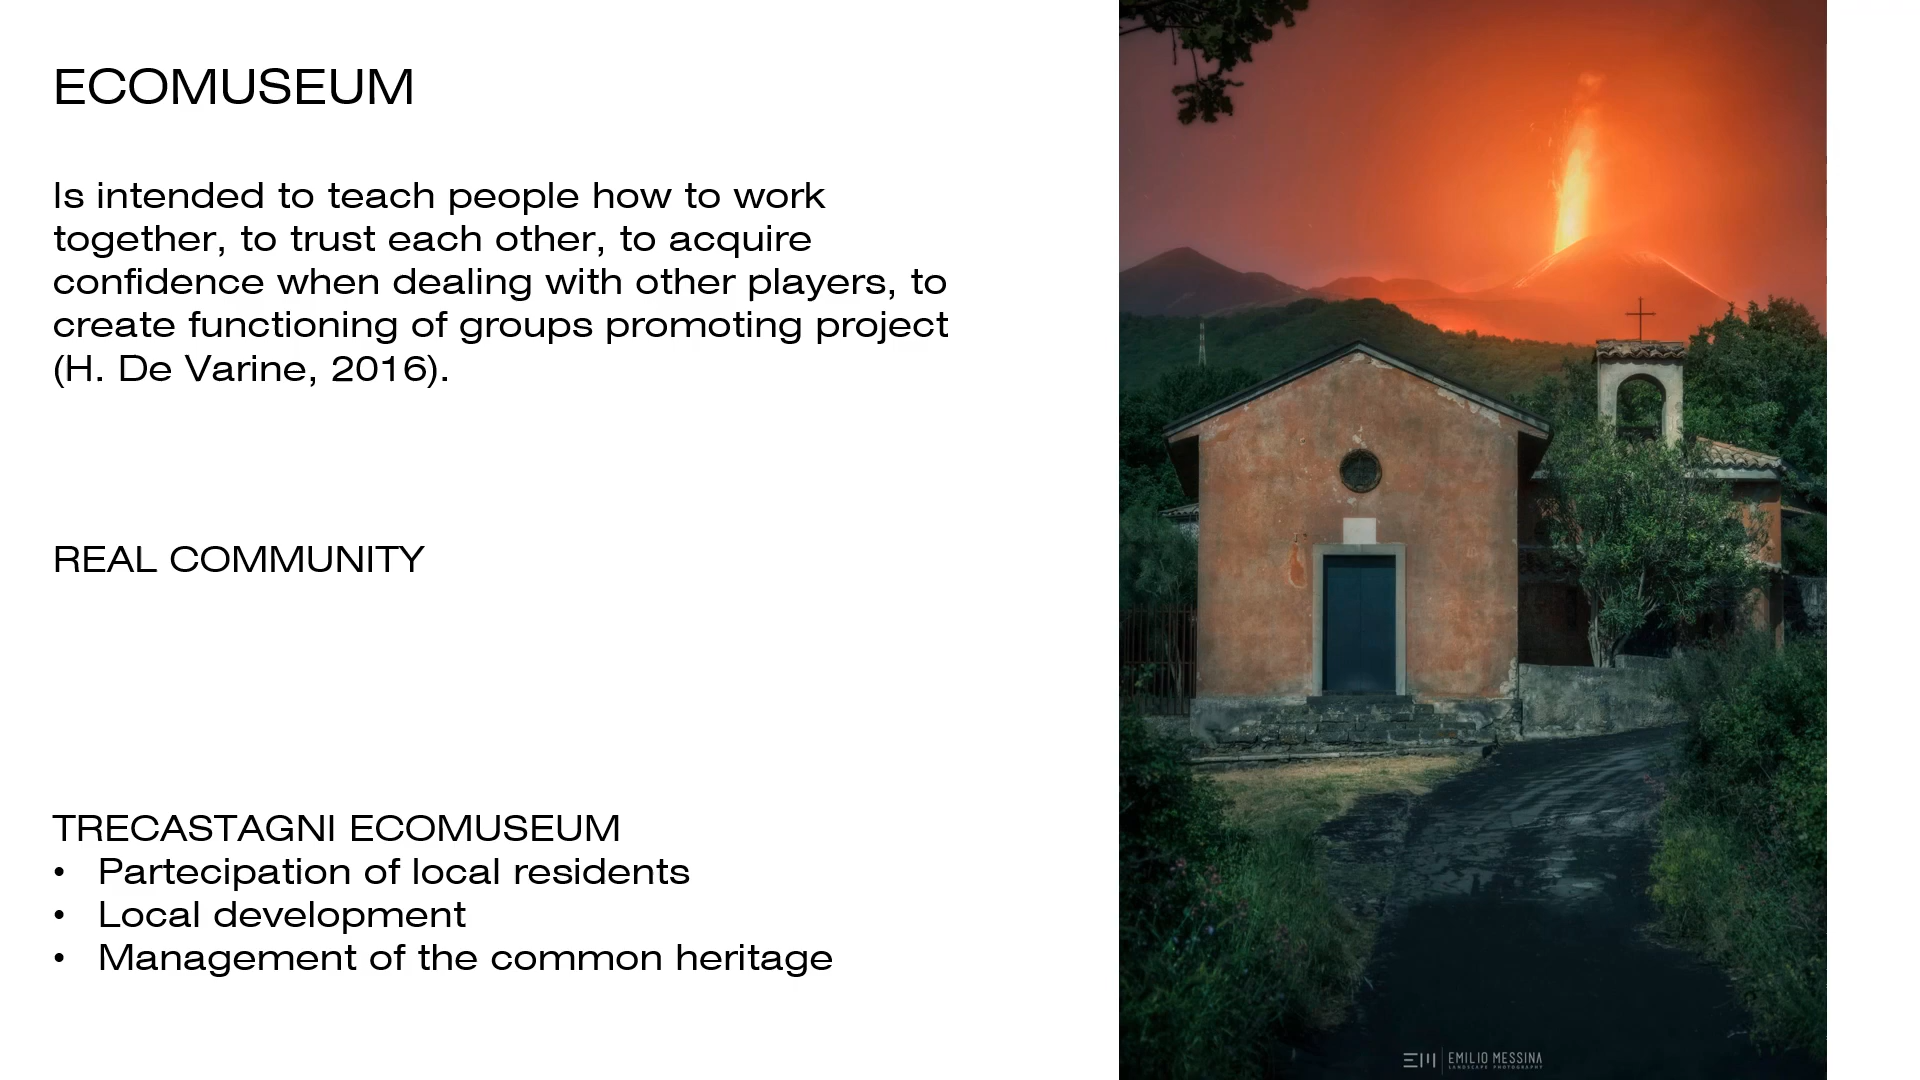 ECOMUSEUM
Is intended to teach people how to work
together, to trust each other, to acquire
confidence when dealing with other players, to
create functioning of groups promoting project
(H. De Varine, 2016).
REAL COMMUNITY
TRECASTAGNI ECOMUSEUM
• Partecipation of local residents
• Local development
• Management of the common heritage
EM EMILIO MESSINA
LANDSCAPE PHOTOGRAPHY